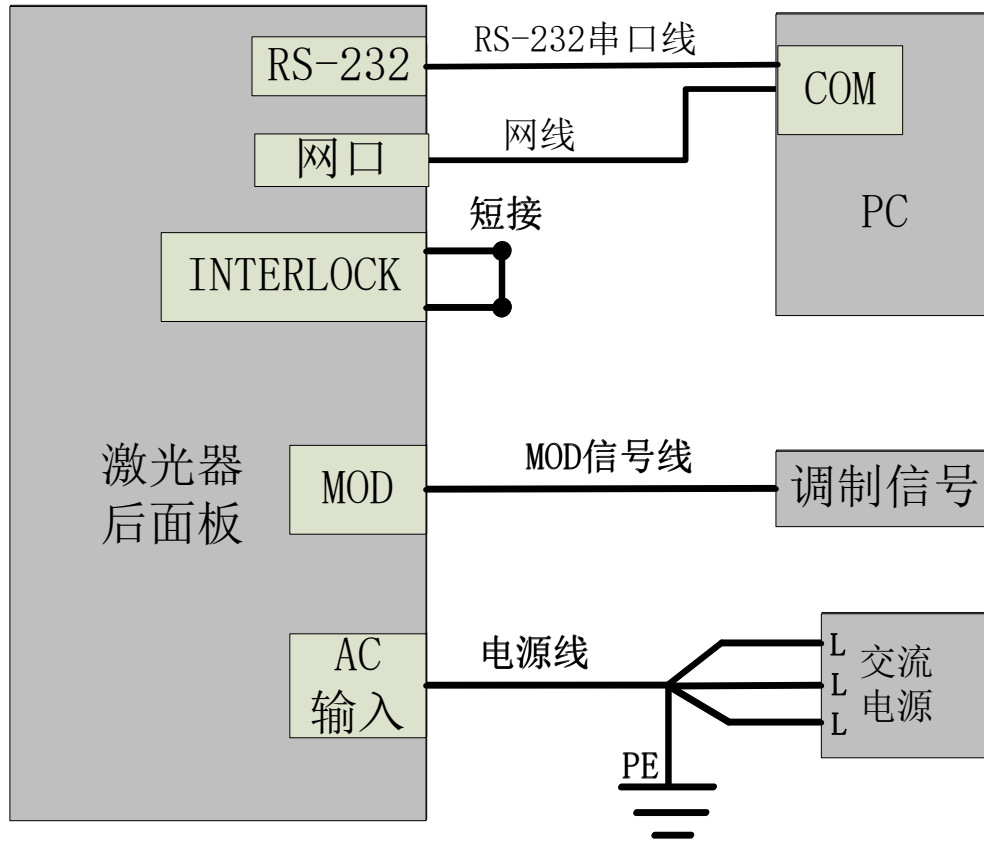 RS-232串口线
RS-232
COM
网线
网口
PC
短接
INTERLOCK
激光器
后面板
MOD信号线
MOD
调制信号
AC
输入
电源线
L
L
L
交流
电源
PE